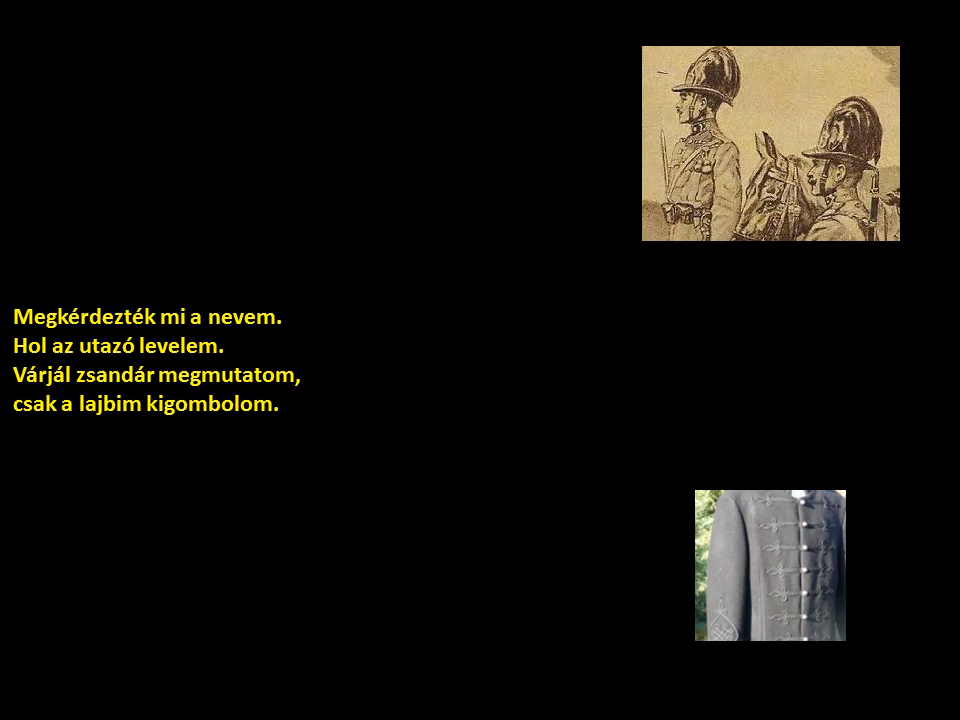 Megkérdezték mi a nevem.
Hol az utazó levelem.
Várjál zsandár megmutatom,
csak a lajbim kigombolom.